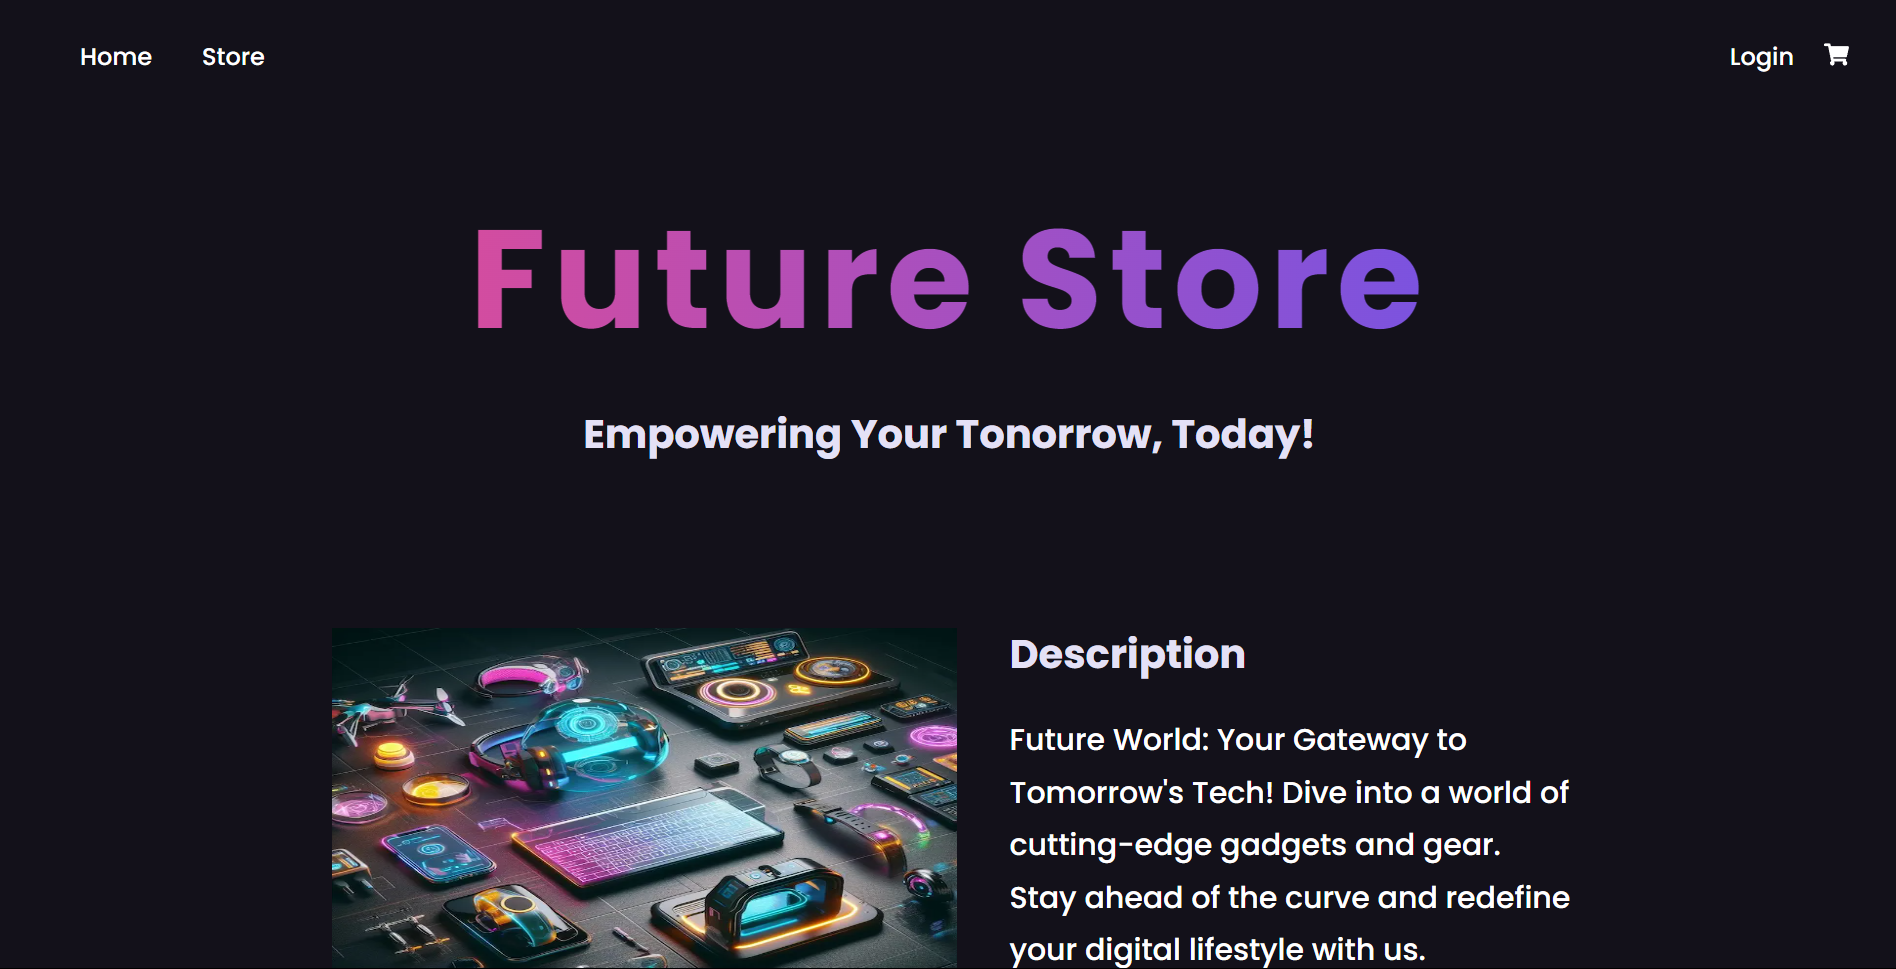 Home Store Login
Future Store
Empowering Your Tonorrow, Today!
Description
Future World: Your Gateway to
Tomorrow's Tech! Dive into a world of
cutting-edge gadgets and gear.
Stay ahead of the curve and redefine
your digital lifestyle with us.